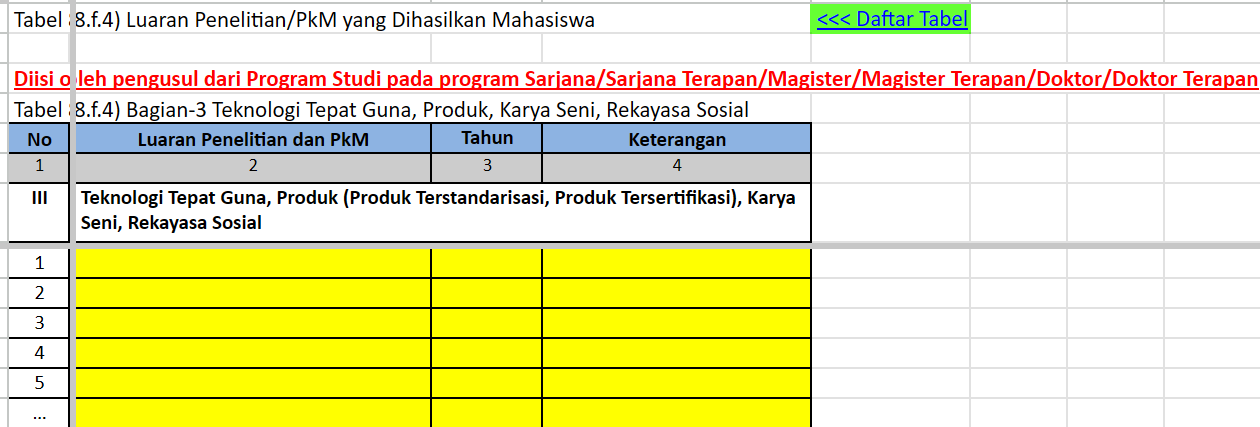 Tabel 8.f.4) Luaran Penelitian/PkM yang Dihasilkan Mahasiswa <<< Daftar Tabel
Diisi oleh pengusul dari Program Studi pada program Sarjana/Sarjana Terapan/Magister/Magister Terapan/Doktor/Doktor Terapan
Tabel 8.f.4) Bagian-3 Teknologi Tepat Guna, Produk, Karya Seni, Rekayasa Sosial
No Luaran Penelitian dan PkM Tahun Keterangan
1 2 3 4
III Teknologi Tepat Guna, Produk (Produk Terstandarisasi, Produk Tersertifikasi), Karya
Seni, Rekayasa Sosial
1
2
3
4
5
...